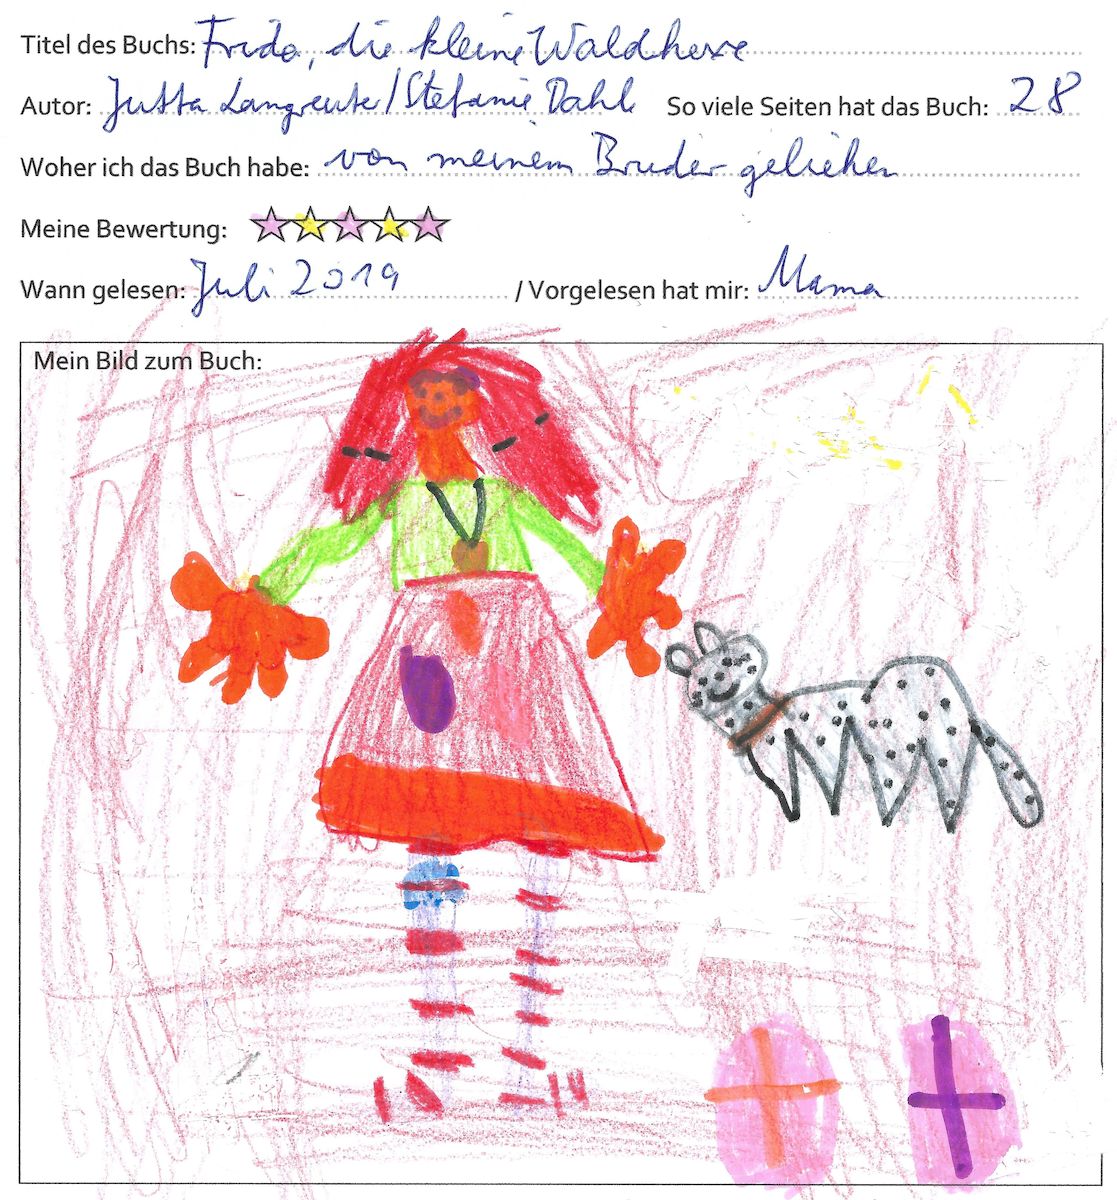 Titel des Buchs: Frida, die kleine Waldhexe
Autor: Jutta Langreuter/Stefanie Dahle So viele Seiten hat das Buch: 28
Woher ich das Buch habe: von meinem Bruder geliehen
Meine Bewertung:
Wann gelesen: Juli 2019 / Vorgelesen hat mir: Mama
Mein Bild zum Buch: